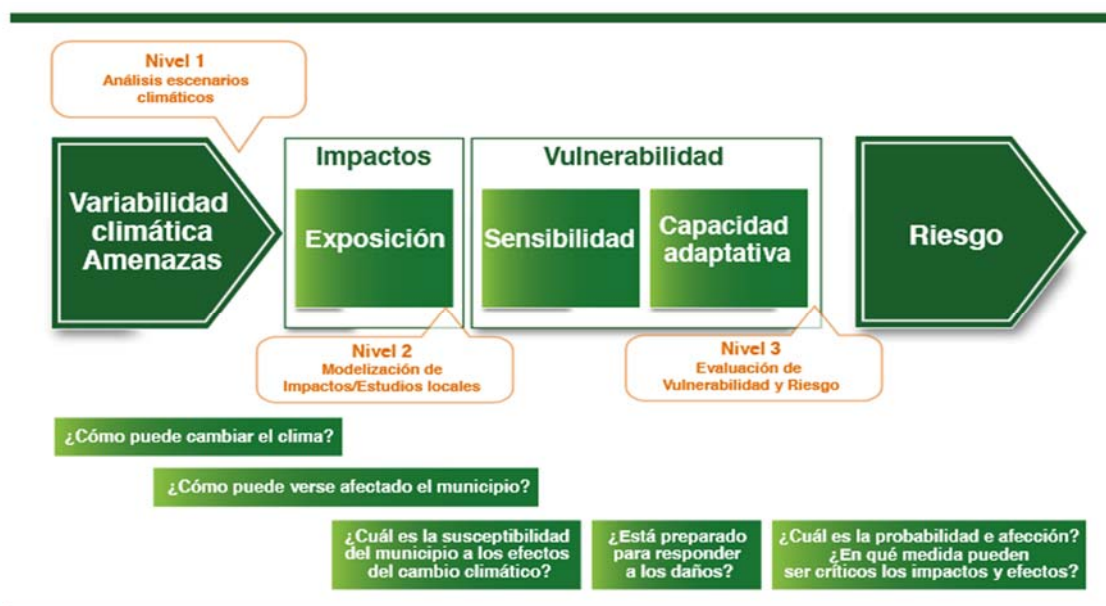 Nivel 1
Análisis escenarios
climáticos
Variabilidad
climática
Amenazas
Impactos
Exposición
Vulnerabilidad
Sensibilidad
Capacidad
adaptativa
Riesgo
Nivel 2
Modelización de
Impactos/Estudios locales
Nivel 3
Evaluación de
Vulnerabilidad y Riesgo
¿Cómo puede cambiar el clima?
¿Cómo puede verse afectado el municipio?
¿Cuál es la susceptibilidad
del municipio a los efectos
del cambio climático?
¿Está preparado
para responder
a los daños?
¿Cuál es la probabilidad e afección?
¿En qué medida pueden
ser críticos los impactos y efectos?